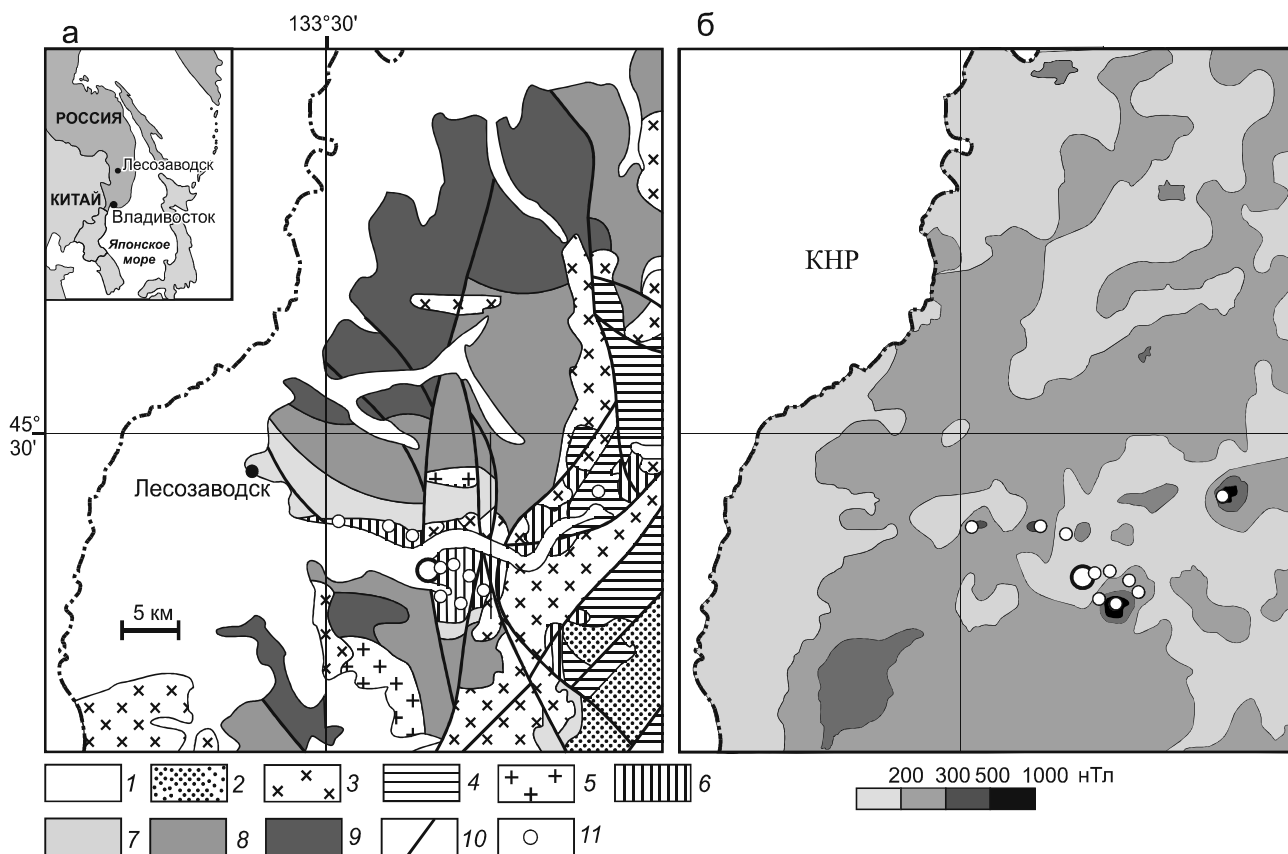 а
133°30'
б
РОССИЯ
Лесозаводск
КИТАЙ
Владивосток
Японское
море
КНР
45°
30'
Лесозаводск
5 км
1
2
3
4
5
6
7
8
9
10
11
200 300 500 1000 нТл